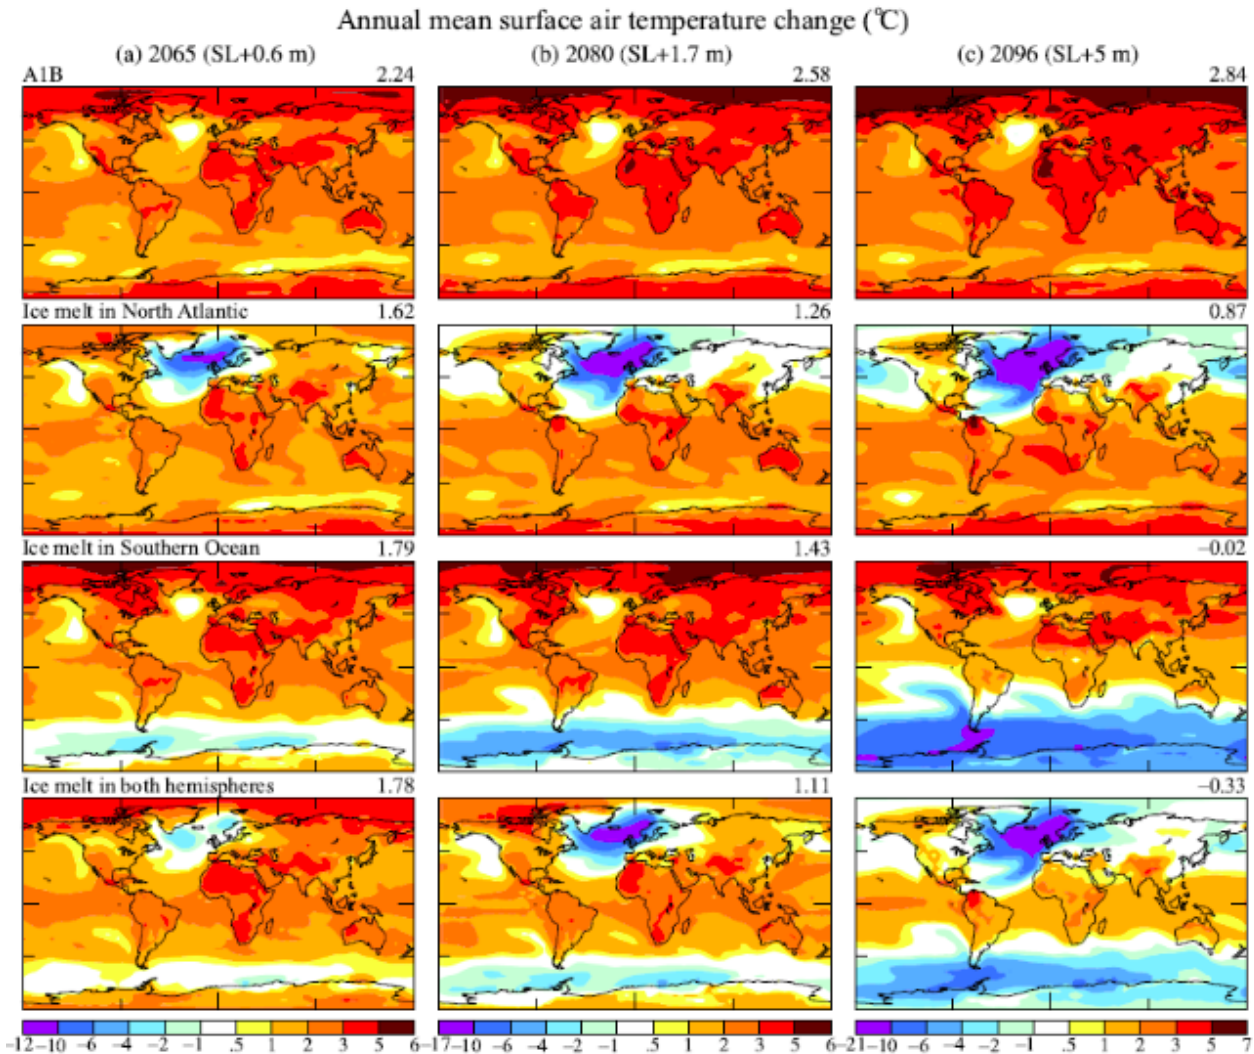 Annual mean surface air temperature change (℃)
(a) 2065 (SL+0.6 m) (b) 2080 (SL+1.7 m) (c) 2096 (SL+5 m)
A1B 2.24 2.58 2.84
Ice melt in North Atlantic 1.62 1.26 0.87
Ice melt in Southern Ocean 1.79 1.43 −0.02
Ice melt in both hemispheres 1.78 1.11 −0.33
−12 −10 −6 −4 −2 −1 .5 1 2 3 5 6 −17 −10 −6 −4 −2 −1 .5 1 2 3 5 6 −21 −10 −6 −4 −2 −1 .5 1 2 3 5 7